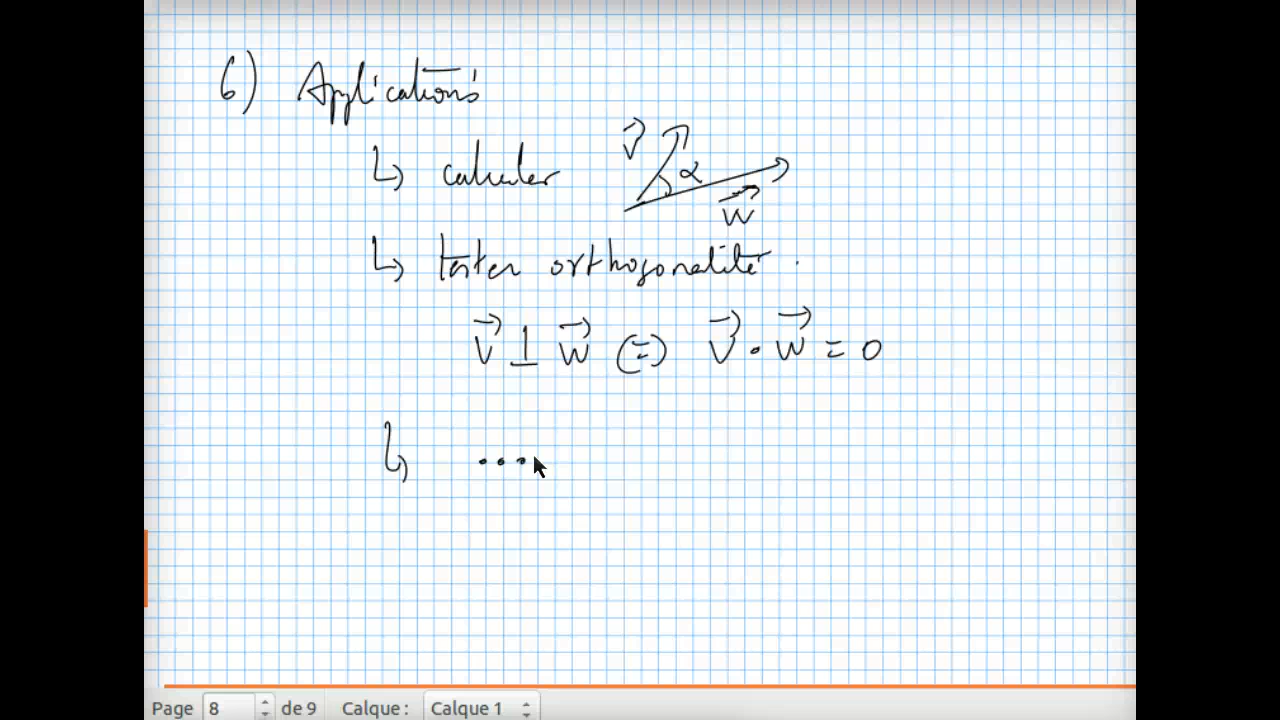 6) Applications
↳ calculer v⃗ α w⃗
↳ tester orthogonalité.
v⃗ ⊥ w⃗ (=) v⃗ • w⃗ = 0
↳ ....
Page 8 de 9 Calque : Calque 1